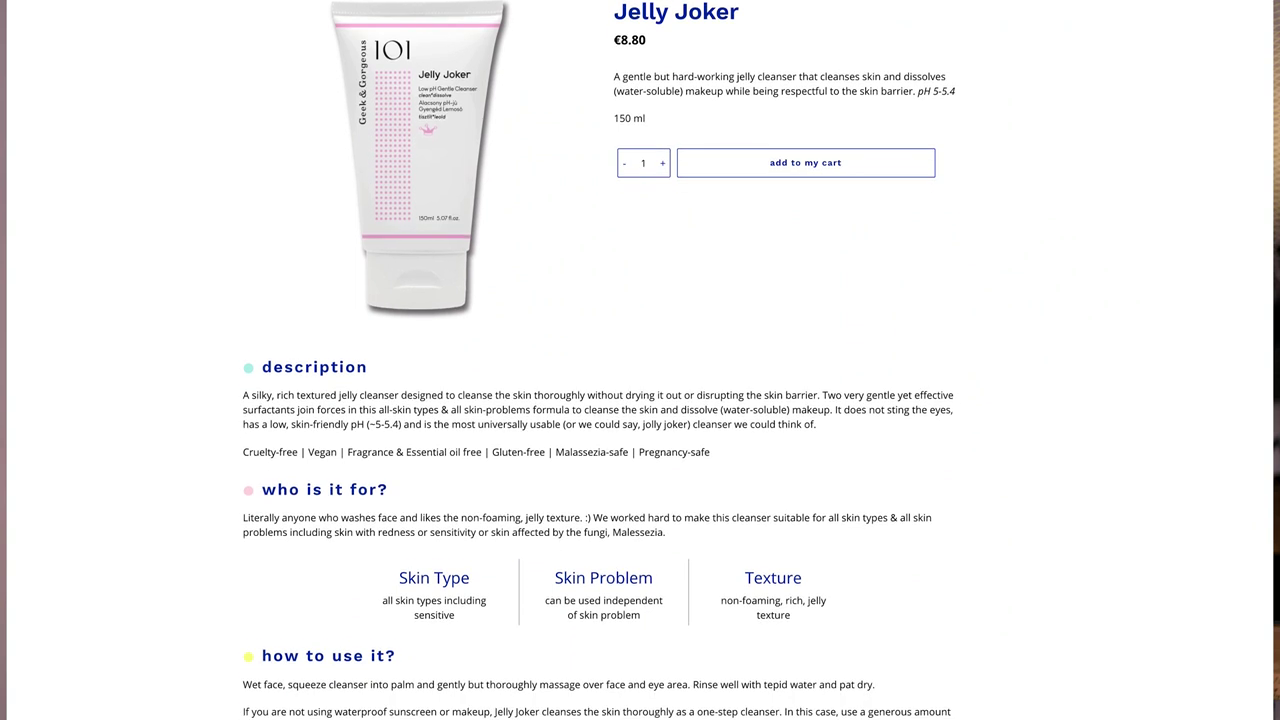 Geek & Gorgeous
101
Jelly Joker
Low pH Gentle Cleanser
clean*dissolve
Alacsony pH-jú
Gyengéd Lemosó
tisztít*leold
150ml 5.07 fl.oz.
Jelly Joker
€8.80
A gentle but hard-working jelly cleanser that cleanses skin and dissolves
(water-soluble) makeup while being respectful to the skin barrier. pH 5-5.4
150 ml
- 1 +
add to my cart
description
A silky, rich textured jelly cleanser designed to cleanse the skin thoroughly without drying it out or disrupting the skin barrier. Two very gentle yet effective
surfactants join forces in this all-skin types & all skin-problems formula to cleanse the skin and dissolve (water-soluble) makeup. It does not sting the eyes,
has a low, skin-friendly pH (~5-5.4) and is the most universally usable (or we could say, jolly joker) cleanser we could think of.
Cruelty-free | Vegan | Fragrance & Essential oil free | Gluten-free | Malassezia-safe | Pregnancy-safe
who is it for?
Literally anyone who washes face and likes the non-foaming, jelly texture. :) We worked hard to make this cleanser suitable for all skin types & all skin
problems including skin with redness or sensitivity or skin affected by the fungi, Malessezia.
Skin Type
all skin types including
sensitive
Skin Problem
can be used independent
of skin problem
Texture
non-foaming, rich, jelly
texture
how to use it?
Wet face, squeeze cleanser into palm and gently but thoroughly massage over face and eye area. Rinse well with tepid water and pat dry.
If you are not using waterproof sunscreen or makeup, Jelly Joker cleanses the skin thoroughly as a one-step cleanser. In this case, use a generous amount